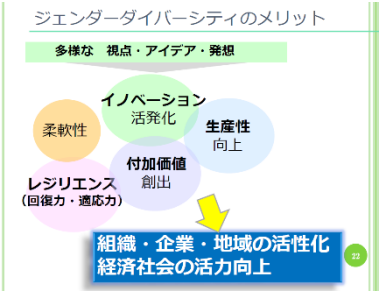 ジェンダーダイバーシティのメリット
多様な　視点・アイデア・発想
イノベーション
活発化
柔軟性
生産性
向上
付加価値
創出
レジリエンス
（回復力・適応力）
組織・企業・地域の活性化
経済社会の活力向上
22